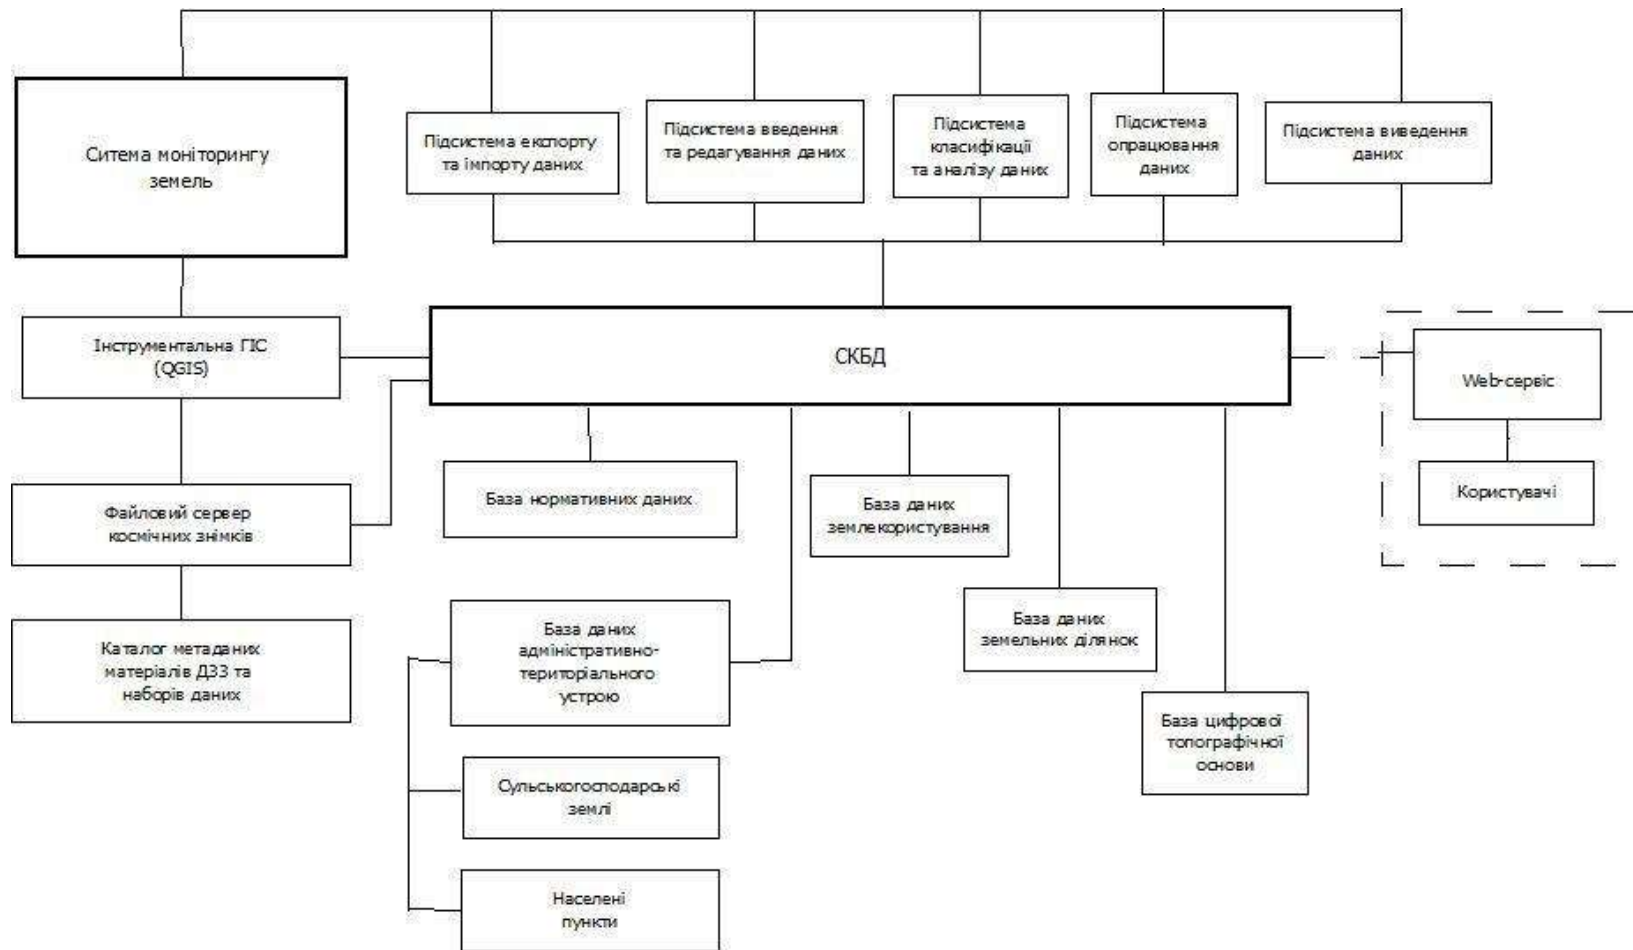 Ситема моніторингу
земель
Підсистема експорту
та імпорту даних
Підсистема введення
та редагування даних
Підсистема
класифікації
та аналізу даних
Підсистема
опрацювання
даних
Підсистема виведення
даних
Інструментальна ГІС
(QGIS)
СКБД
Web-сервіс
Користувачі
Файловий сервер
космічних знімків
База нормативних даних
База даних
землекористування
Каталог метаданих
матеріалів ДЗЗ та
наборів даних
База даних
адміністративно-
територіального
устрою
База даних
земельних ділянок
База цифрової
топографічної
основи
Сульськогосподарські
землі
Населені
пункти